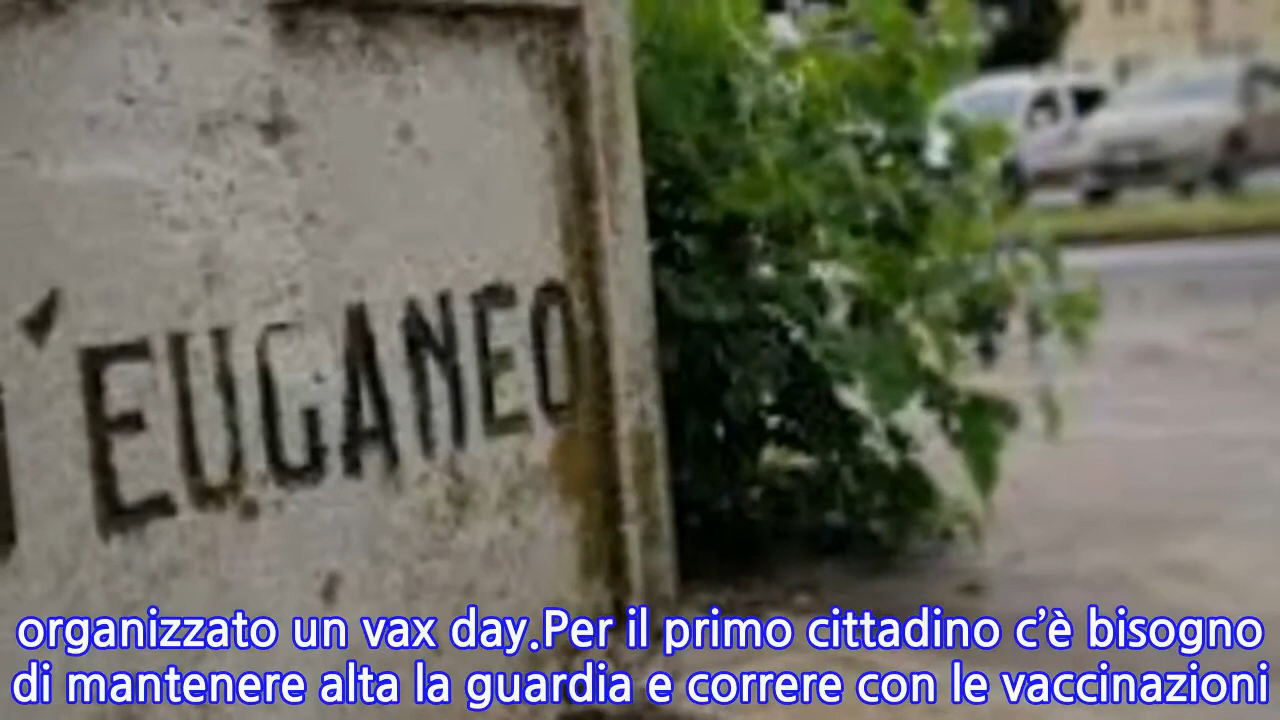 'EUGANEO
organizzato un vax day.Per il primo cittadino c’è bisogno
di mantenere alta la guardia e correre con le vaccinazioni